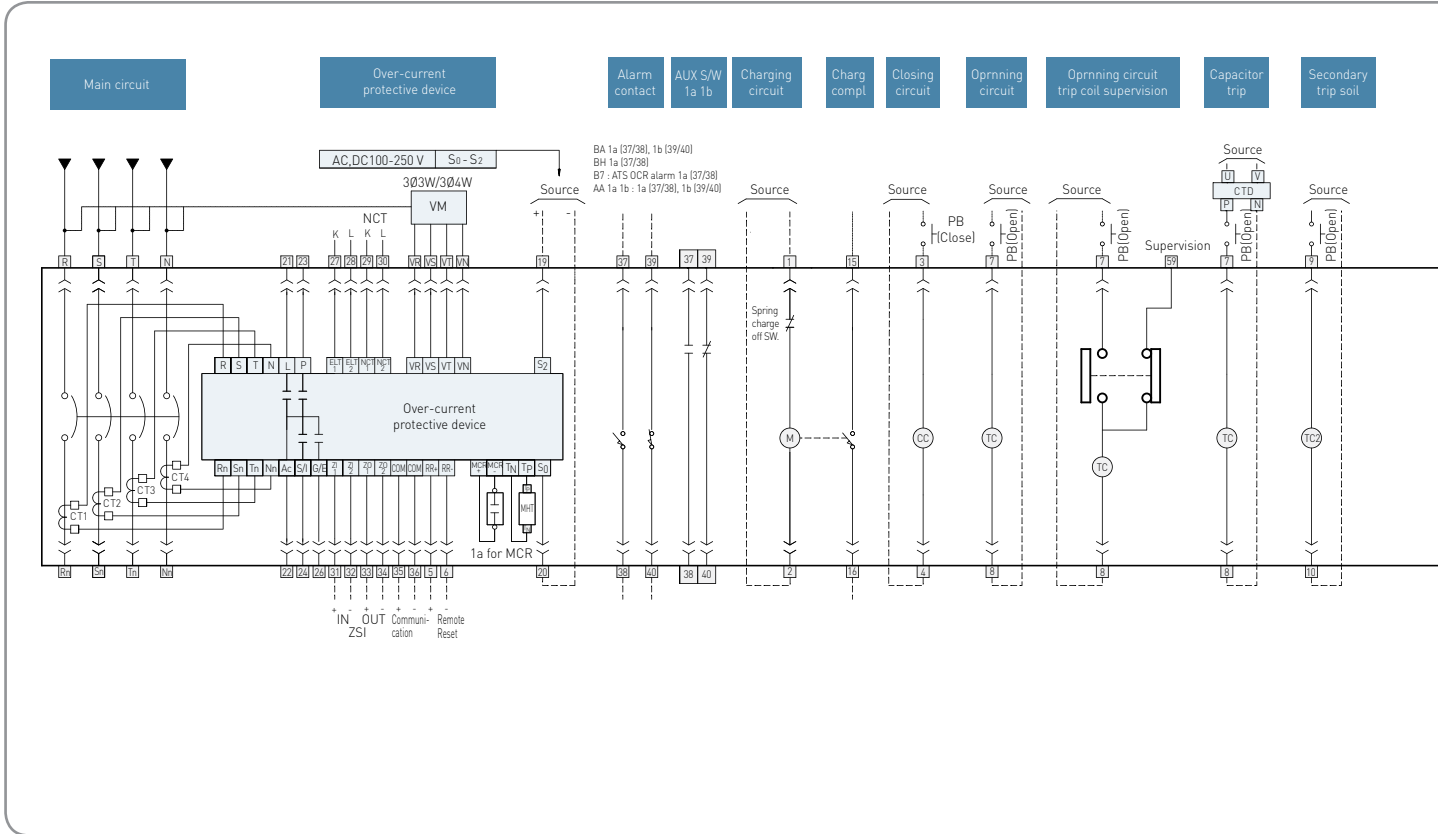 Main circuit
Over-current
protective device
Alarm
contact
AUX S/W
1a 1b
Charging
circuit
Charg
compl
Closing
circuit
Oprnning
circuit
Oprnning circuit
trip coil supervision
Capacitor
trip
Secondary
trip soil
AC,DC100-250 V
S0 - S2
BA 1a (37/38), 1b (39/40)
BH 1a (37/38)
B7 : ATS OCR alarm 1a (37/38)
AA 1a 1b : 1a (37/38), 1b (39/40)
3Ø3W/3Ø4W
VM
NCT
K L K L
Source
+ -
Source
Source
Source
Source
Source
U V
CTD
P N
Source
PB
(Close)
PB(Open)
PB(Open)
Supervision
PB(Open)
PB(Open)
R S T N 21 23 27 28 29 30 VR VS VT VN 19 37 39 37 39 1 15 3 7 7 59 7 9
Spring
charge
off SW.
R S T N L P ELT 1 ELT 2 NCT 1 NCT 2 VR VS VT VN S2
Over-current
protective device
M CC TC TC TC TC2
Rn Sn Tn Nn Ac S/I G/E ZI 1 ZI 2 ZO 1 ZO 2 COM COM RR+ RR- MCR + MCR - TN TP S0
CT1 CT2 CT3 CT4
MHT
1a for MCR
Rn Sn Tn Nn 22 24 26 31 32 33 34 35 36 5 6 20 38 40 38 40 2 16 4 8 8 8 10
+ - + - + - + -
IN OUT
ZSI
Communi-
cation
Remote
Reset